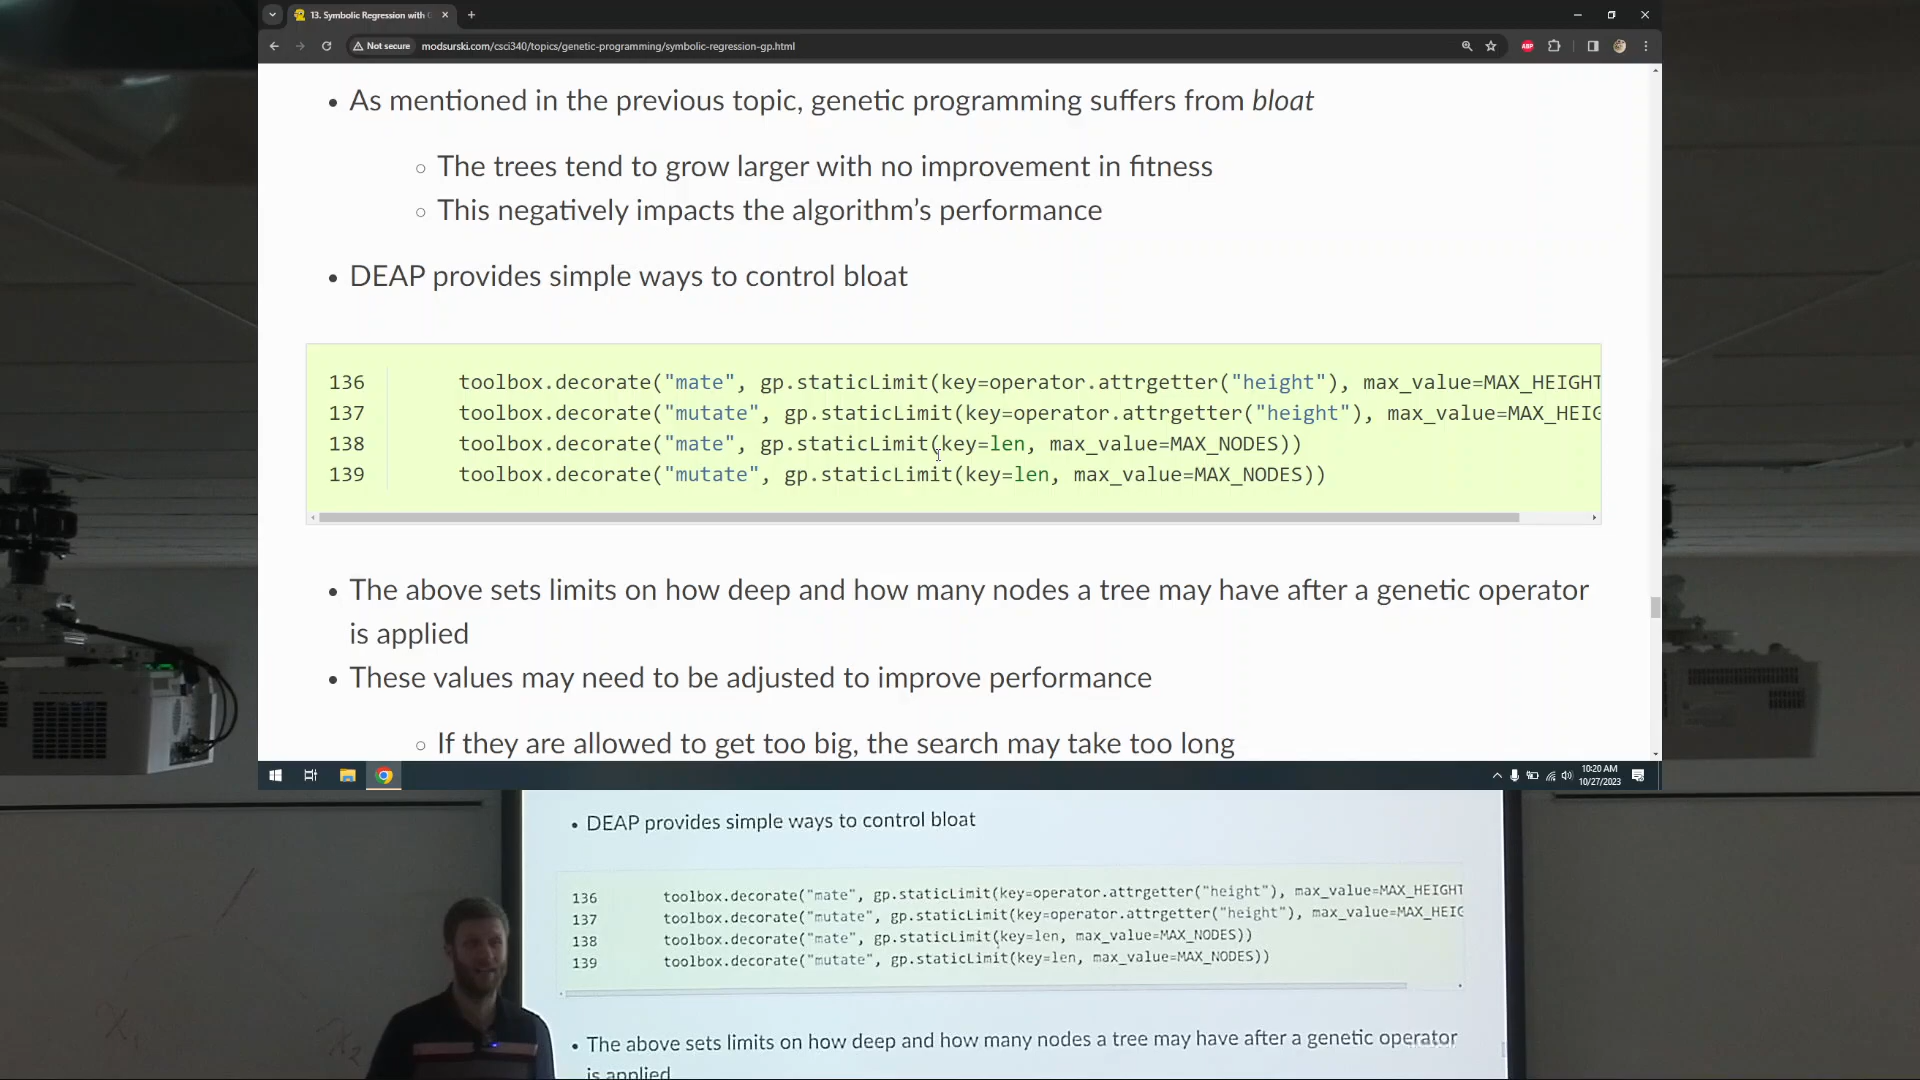 13. Symbolic Regression with
Not secure
modsurski.com/csci340/topics/genetic-programming/symbolic-regression-gp.html
ABP
• As mentioned in the previous topic, genetic programming suffers from bloat
◦ The trees tend to grow larger with no improvement in fitness
◦ This negatively impacts the algorithm’s performance
• DEAP provides simple ways to control bloat
136 toolbox.decorate("mate", gp.staticLimit(key=operator.attrgetter("height"), max_value=MAX_HEIGHT
137 toolbox.decorate("mutate", gp.staticLimit(key=operator.attrgetter("height"), max_value=MAX_HEIG
138 toolbox.decorate("mate", gp.staticLimit(key=len, max_value=MAX_NODES))
139 toolbox.decorate("mutate", gp.staticLimit(key=len, max_value=MAX_NODES))
• The above sets limits on how deep and how many nodes a tree may have after a genetic operator
is applied
• These values may need to be adjusted to improve performance
◦ If they are allowed to get too big, the search may take too long
10:20 AM
10/27/2023
• DEAP provides simple ways to control bloat
136 toolbox.decorate("mate", gp.staticLimit(key=operator.attrgetter("height"), max_value=MAX_HEIGHT
137 toolbox.decorate("mutate", gp.staticLimit(key=operator.attrgetter("height"), max_value=MAX_HEIG
138 toolbox.decorate("mate", gp.staticLimit(key=len, max_value=MAX_NODES))
139 toolbox.decorate("mutate", gp.staticLimit(key=len, max_value=MAX_NODES))
• The above sets limits on how deep and how many nodes a tree may have after a genetic operator
is applied